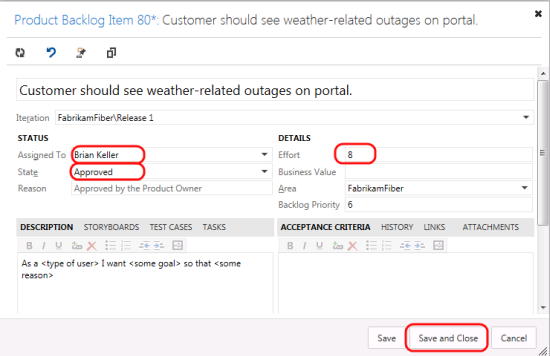 Product Backlog Item 80*: Customer should see weather-related outages on portal.
Customer should see weather-related outages on portal.
Iteration FabrikamFiber\Release 1
STATUS
Assigned To Brian Keller
State Approved
Reason Approved by the Product Owner
DETAILS
Effort 8
Business Value
Area FabrikamFiber
Backlog Priority 6
DESCRIPTION STORYBOARDS TEST CASES TASKS
B I U
As a <type of user> I want <some goal> so that <some
reason>
ACCEPTANCE CRITERIA HISTORY LINKS ATTACHMENTS
B I U
Save Save and Close Cancel